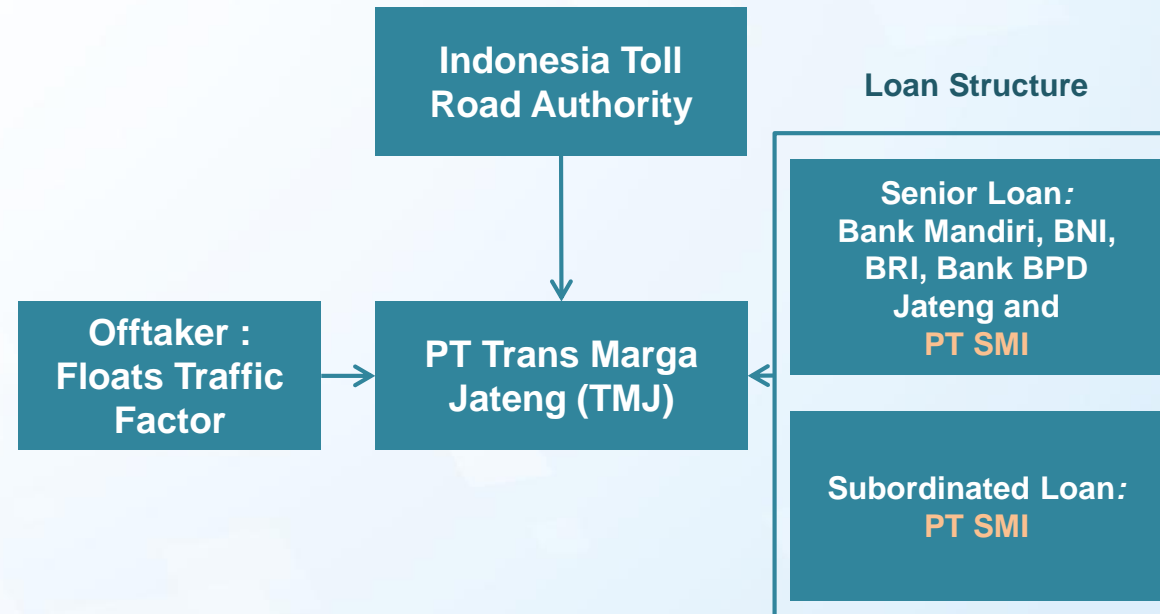 Indonesia Toll
Road Authority
Loan Structure
Senior Loan:
Bank Mandiri, BNI,
BRI, Bank BPD
Jateng and
PT SMI
Offtaker :
Floats Traffic
Factor
PT Trans Marga
Jateng (TMJ)
Subordinated Loan:
PT SMI